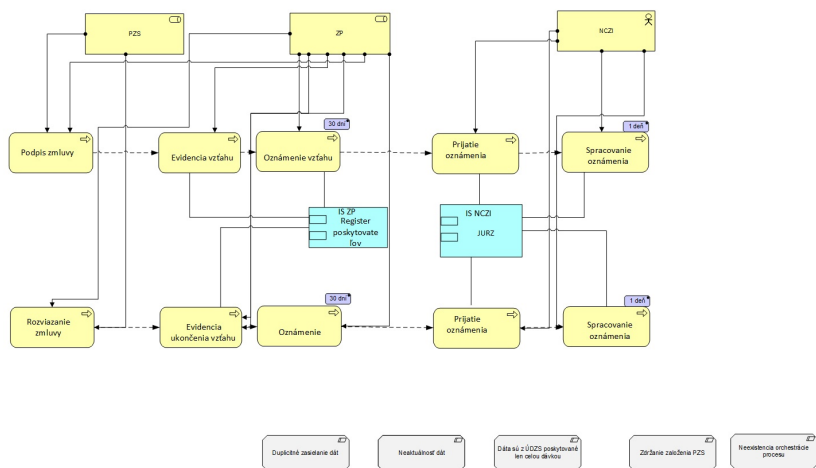 PZS
ZP
NCZI
30 dní
1 deň
Podpis zmluvy
Evidencia vzťahu
Oznámenie vzťahu
Prijatie
oznámenia
Spracovanie
oznámenia
IS ZP
Register
poskytovate
ľov
IS NCZI
JURZ
30 dní
1 deň
Rozviazanie
zmluvy
Evidencia
ukončenia vzťahu
Oznámenie
Prijatie
oznámenia
Spracovanie
oznámenia
Duplicitné zasielanie dát
Neaktuálnosť dát
Dáta sú z ÚDZS poskytované
len celou dávkou
Zdržanie založenia PZS
Neexistencia orchestrácie
procesu